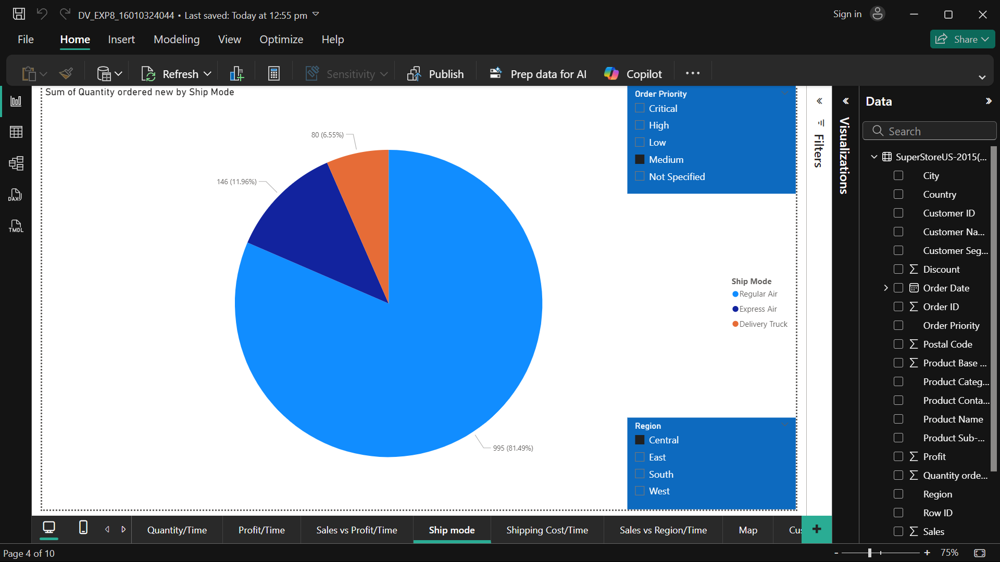 DV_EXP8_16010324044 • Last saved: Today at 12:55 pm
Sign in
File Home Insert Modeling View Optimize Help
Share
Refresh
Sensitivity
Publish
Prep data for AI
Copilot
Sum of Quantity ordered new by Ship Mode
80 (6.55%)
146 (11.96%)
995 (81.49%)
Order Priority
Critical
High
Low
Medium
Not Specified
Ship Mode
Regular Air
Express Air
Delivery Truck
Region
Central
East
South
West
Filters
Visualizations
Data
Search
SuperStoreUS-2015(...
City
Country
Customer ID
Customer Na...
Customer Seg...
Discount
Order Date
Order ID
Order Priority
Postal Code
Product Base ...
Product Categ...
Product Conta...
Product Name
Product Sub-...
Profit
Quantity orde...
Region
Row ID
Sales
DAX
TMDL
Quantity/Time Profit/Time Sales vs Profit/Time Ship mode Shipping Cost/Time Sales vs Region/Time Map Cu
Page 4 of 10
- + 75%